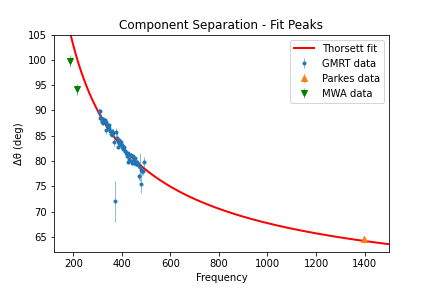 Component Separation - Fit Peaks
Δθ (deg)
105
100
95
90
85
80
75
70
65
Thorsett fit
GMRT data
Parkes data
MWA data
200
400
600
800
1000
1200
1400
Frequency